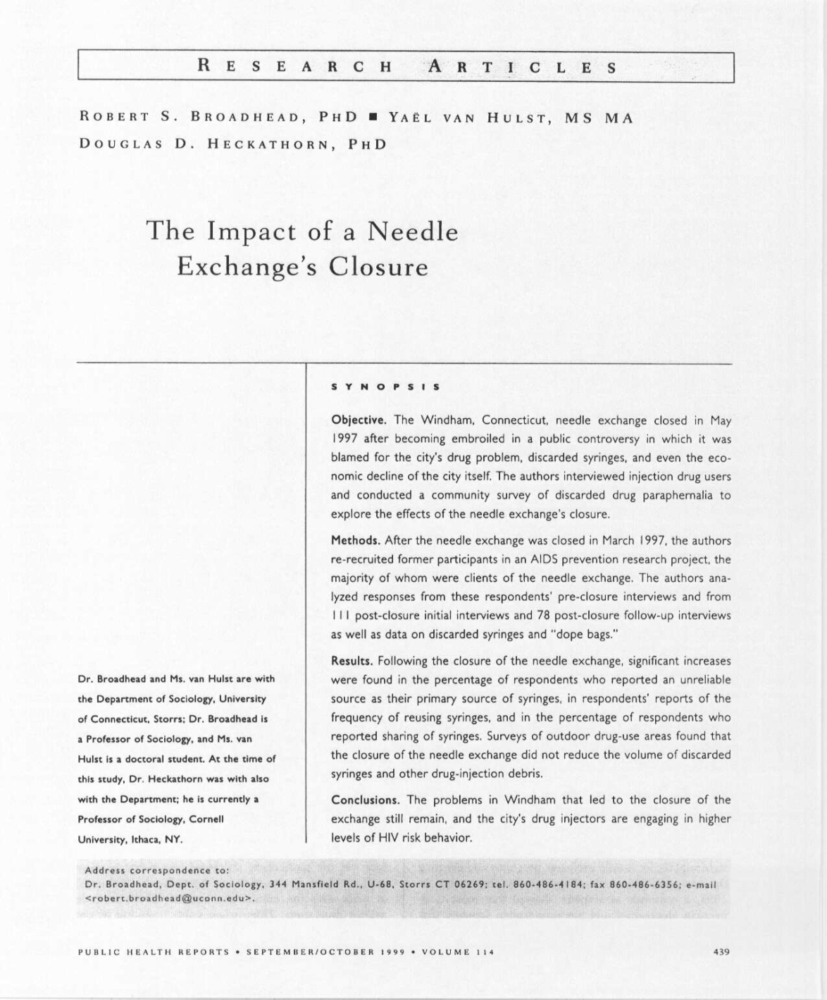 RESEARCH ARTICLES
ROBERT S. BROADHEAD, PHD ■ YAËL VAN HULST, MS MA
DOUGLAS D. HECKATHORN, PHD
The Impact of a Needle
Exchange's Closure
SYNOPSIS
Objective. The Windham, Connecticut, needle exchange closed in May
1997 after becoming embroiled in a public controversy in which it was
blamed for the city's drug problem, discarded syringes, and even the eco-
nomic decline of the city itself. The authors interviewed injection drug users
and conducted a community survey of discarded drug paraphernalia to
explore the effects of the needle exchange's closure.
Methods. After the needle exchange was closed in March 1997, the authors
re-recruited former participants in an AIDS prevention research project, the
majority of whom were clients of the needle exchange. The authors ana-
lyzed responses from these respondents' pre-closure interviews and from
111 post-closure initial interviews and 78 post-closure follow-up interviews
as well as data on discarded syringes and "dope bags."
Results. Following the closure of the needle exchange, significant increases
were found in the percentage of respondents who reported an unreliable
source as their primary source of syringes, in respondents' reports of the
frequency of reusing syringes, and in the percentage of respondents who
reported sharing of syringes. Surveys of outdoor drug-use areas found that
the closure of the needle exchange did not reduce the volume of discarded
syringes and other drug-injection debris.
Conclusions. The problems in Windham that led to the closure of the
exchange still remain, and the city's drug injectors are engaging in higher
levels of HIV risk behavior.
Dr. Broadhead and Ms. van Hulst are with
the Department of Sociology, University
of Connecticut, Storrs; Dr. Broadhead is
a Professor of Sociology, and Ms. van
Hulst is a doctoral student. At the time of
this study, Dr. Heckathorn was with also
with the Department; he is currently a
Professor of Sociology, Cornell
University, Ithaca, NY.
Address correspondence to:
Dr. Broadhead, Dept. of Sociology, 344 Mansfield Rd., U-68, Storrs CT 06269; tel. 860-486-4184; fax 860-486-6356; e-mail
<robert.broadhead@uconn.edu>.
PUBLIC HEALTH REPORTS • SEPTEMBER/OCTOBER 1999 • VOLUME 114
439